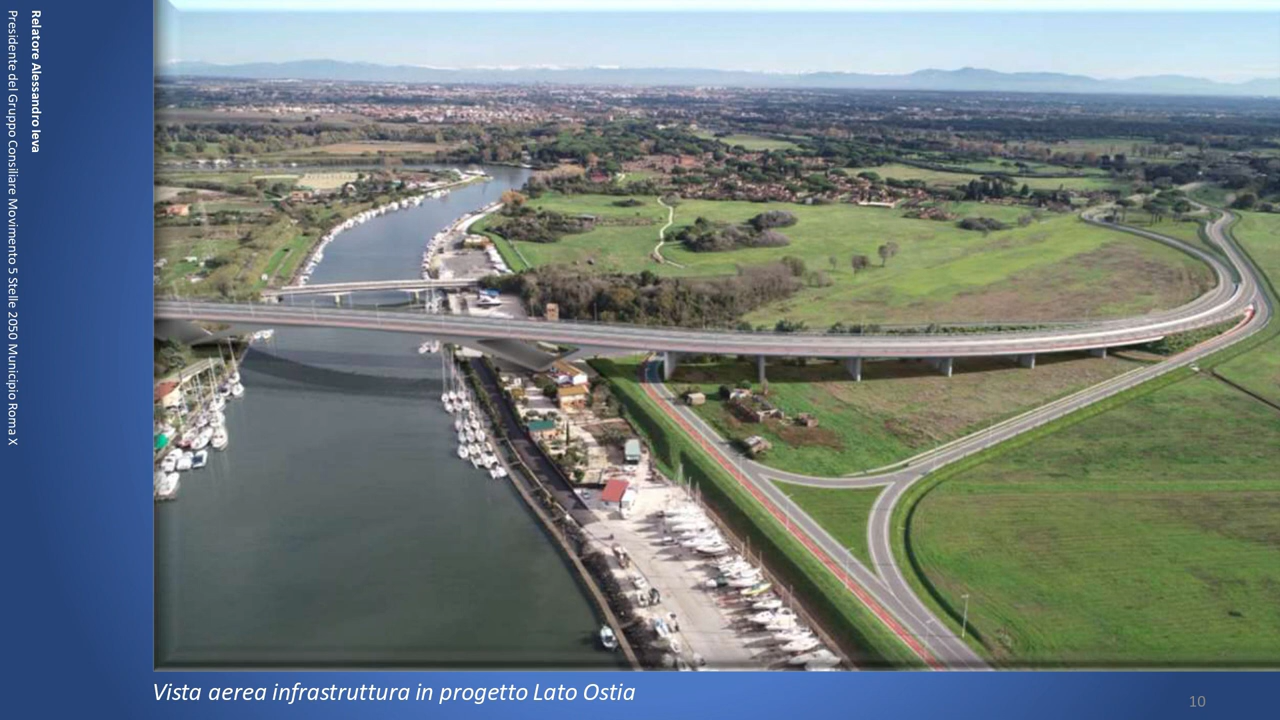 Relatore Alessandro Ieva
Presidente del Gruppo Consiliare Movimento 5 Stelle 2050 Municipio Roma X
Vista aerea infrastruttura in progetto Lato Ostia
10